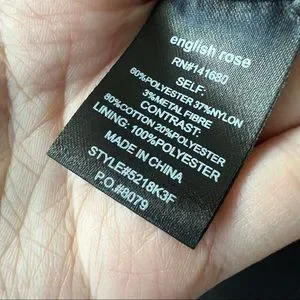 english rose
RN#141680
SELF:
60%POLYESTER 37%NYLON
3%METAL FIBRE
CONTRAST:
80%COTTON 20%POLYESTER
LINING: 100%POLYESTER
MADE IN CHINA
STYLE#5218K3F
P.O.#8079